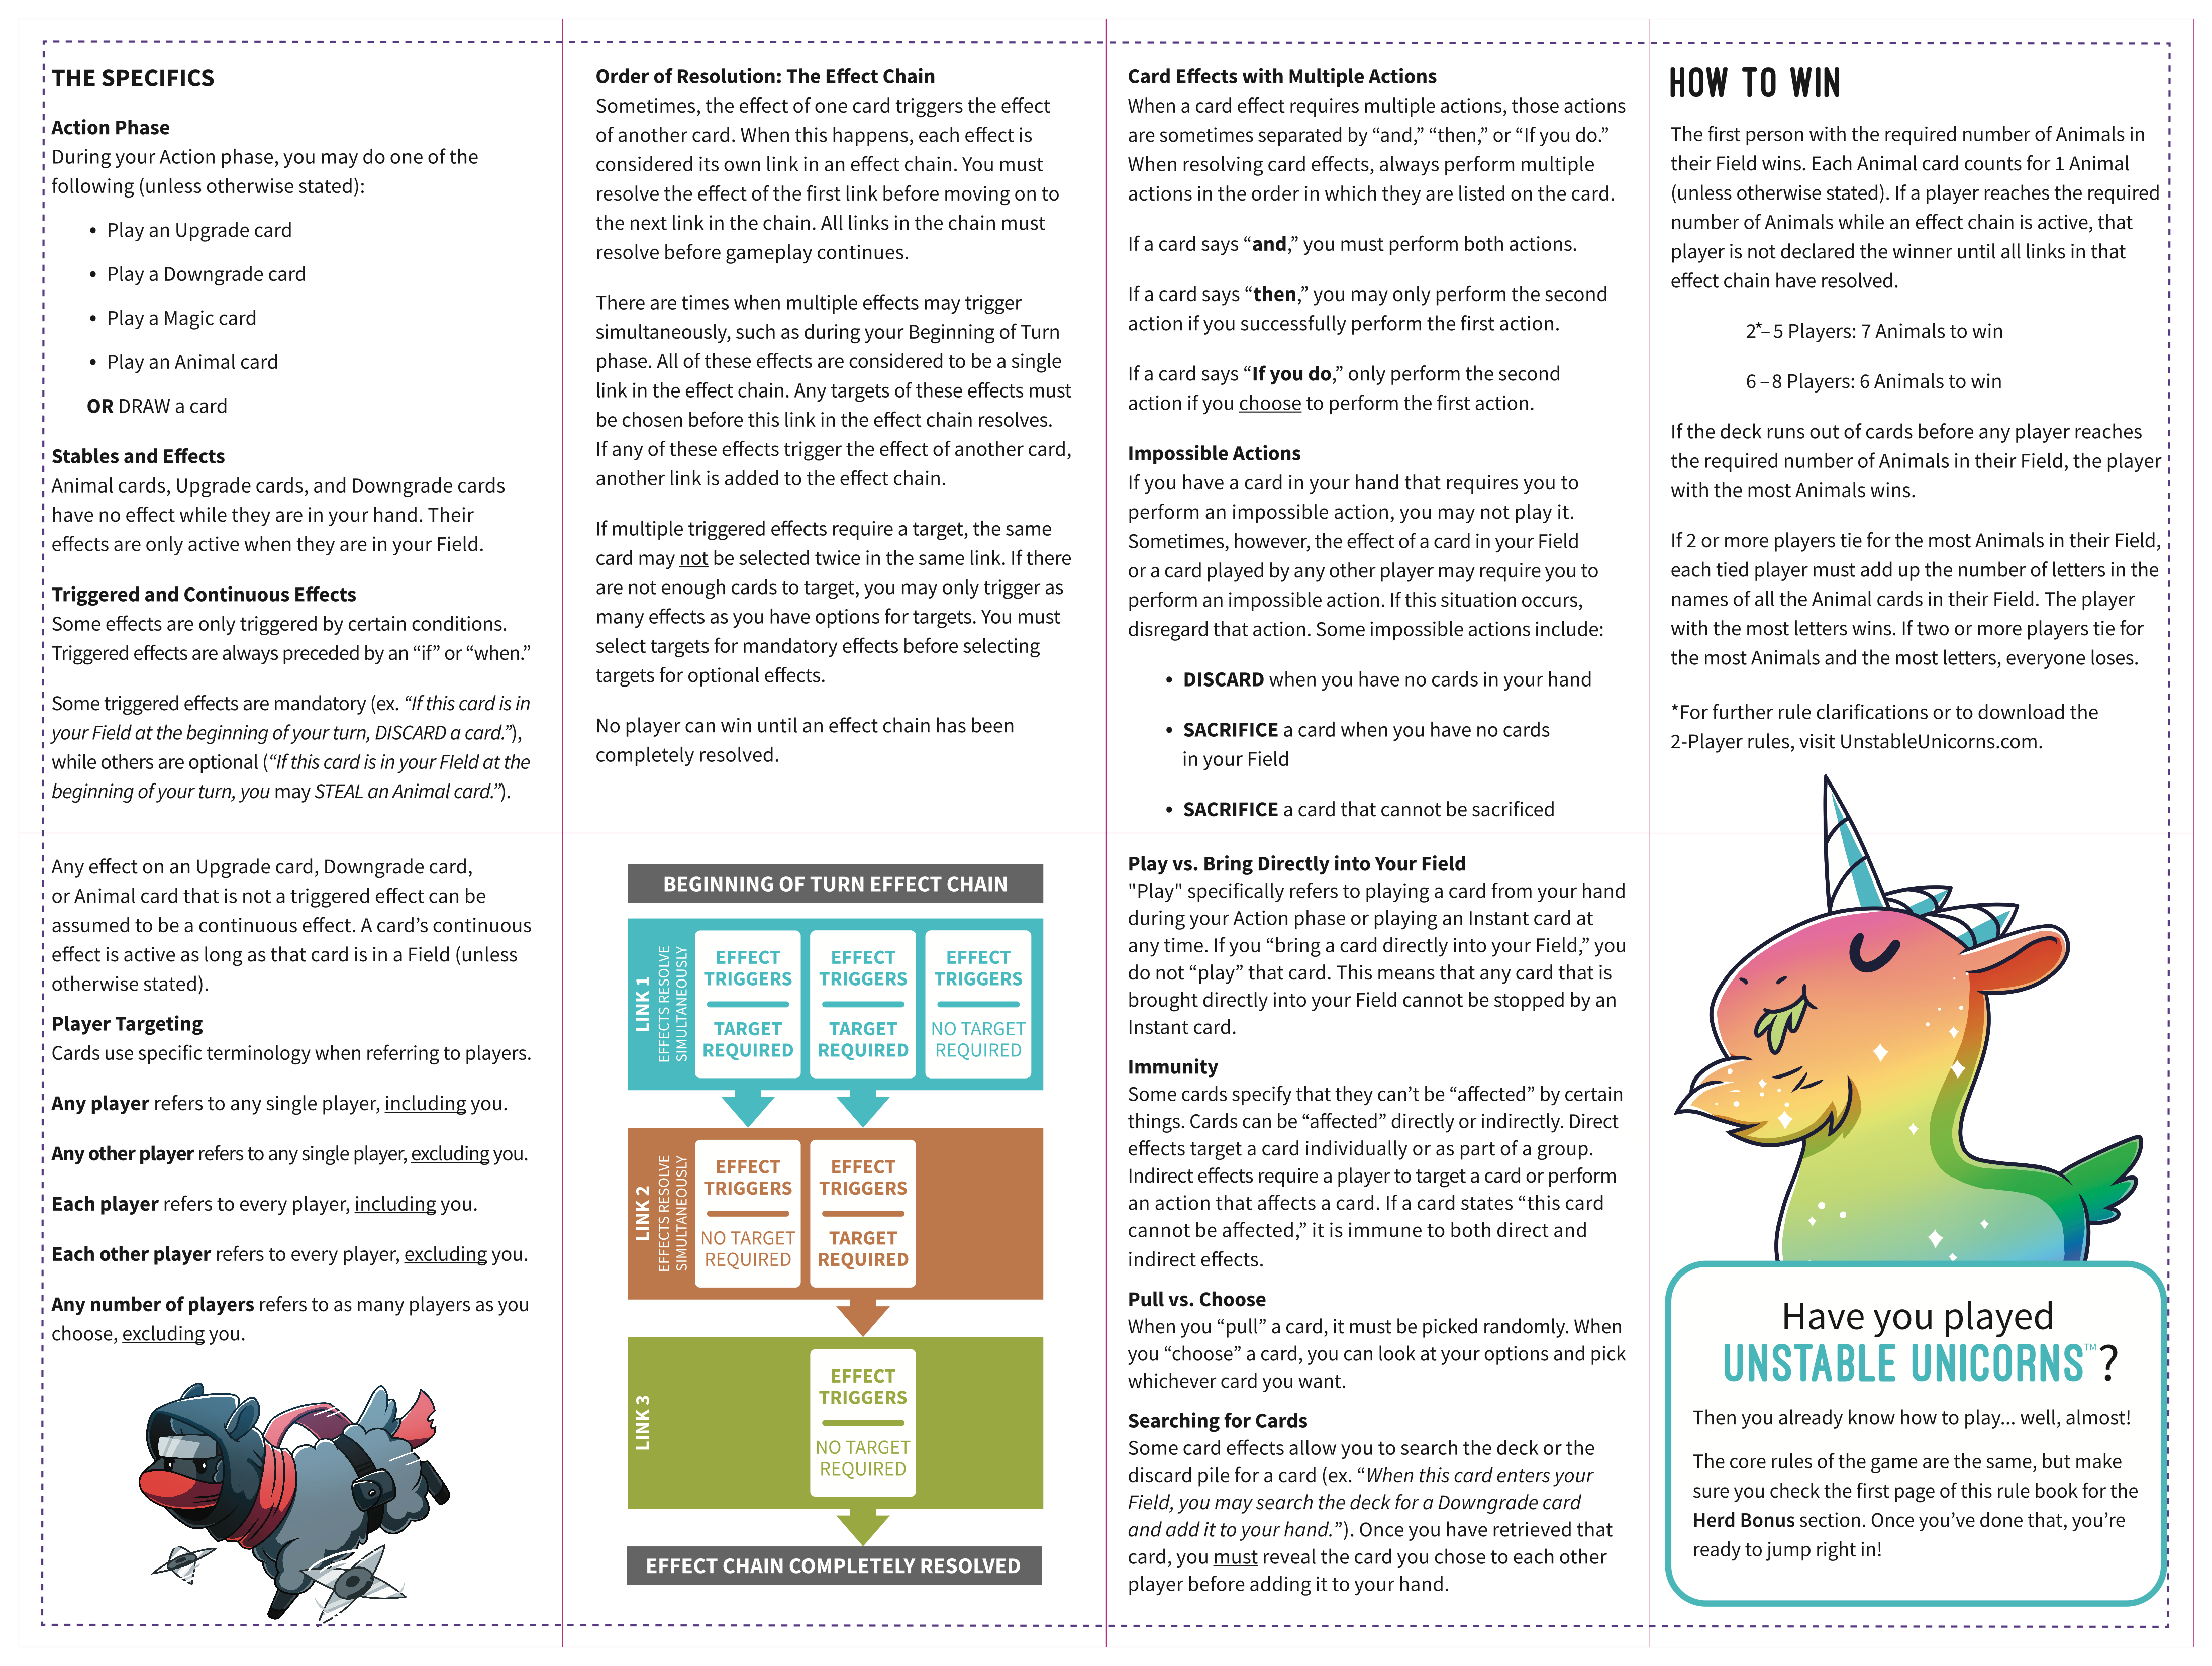 THE SPECIFICS
Action Phase
During your Action phase, you may do one of the
following (unless otherwise stated):
• Play an Upgrade card
• Play a Downgrade card
• Play a Magic card
• Play an Animal card
OR DRAW a card
Stables and Effects
Animal cards, Upgrade cards, and Downgrade cards
have no effect while they are in your hand. Their
effects are only active when they are in your Field.
Triggered and Continuous Effects
Some effects are only triggered by certain conditions.
Triggered effects are always preceded by an “if” or “when.”
Some triggered effects are mandatory (ex. “If this card is in
your Field at the beginning of your turn, DISCARD a card.”),
while others are optional (“If this card is in your FIeld at the
beginning of your turn, you may STEAL an Animal card.”).
Any effect on an Upgrade card, Downgrade card,
or Animal card that is not a triggered effect can be
assumed to be a continuous effect. A card’s continuous
effect is active as long as that card is in a Field (unless
otherwise stated).
Player Targeting
Cards use specific terminology when referring to players.
Any player refers to any single player, including you.
Any other player refers to any single player, excluding you.
Each player refers to every player, including you.
Each other player refers to every player, excluding you.
Any number of players refers to as many players as you
choose, excluding you.
Order of Resolution: The Effect Chain
Sometimes, the effect of one card triggers the effect
of another card. When this happens, each effect is
considered its own link in an effect chain. You must
resolve the effect of the first link before moving on to
the next link in the chain. All links in the chain must
resolve before gameplay continues.
There are times when multiple effects may trigger
simultaneously, such as during your Beginning of Turn
phase. All of these effects are considered to be a single
link in the effect chain. Any targets of these effects must
be chosen before this link in the effect chain resolves.
If any of these effects trigger the effect of another card,
another link is added to the effect chain.
If multiple triggered effects require a target, the same
card may not be selected twice in the same link. If there
are not enough cards to target, you may only trigger as
many effects as you have options for targets. You must
select targets for mandatory effects before selecting
targets for optional effects.
No player can win until an effect chain has been
completely resolved.
BEGINNING OF TURN EFFECT CHAIN
LINK 1
EFFECTS RESOLVE
SIMULTANEOUSLY
EFFECT
TRIGGERS
TARGET
REQUIRED
EFFECT
TRIGGERS
TARGET
REQUIRED
EFFECT
TRIGGERS
NO TARGET
REQUIRED
LINK 2
EFFECTS RESOLVE
SIMULTANEOUSLY
EFFECT
TRIGGERS
NO TARGET
REQUIRED
EFFECT
TRIGGERS
TARGET
REQUIRED
LINK 3
EFFECT
TRIGGERS
NO TARGET
REQUIRED
EFFECT CHAIN COMPLETELY RESOLVED
Card Effects with Multiple Actions
When a card effect requires multiple actions, those actions
are sometimes separated by “and,” “then,” or “If you do.”
When resolving card effects, always perform multiple
actions in the order in which they are listed on the card.
If a card says “and,” you must perform both actions.
If a card says “then,” you may only perform the second
action if you successfully perform the first action.
If a card says “If you do,” only perform the second
action if you choose to perform the first action.
Impossible Actions
If you have a card in your hand that requires you to
perform an impossible action, you may not play it.
Sometimes, however, the effect of a card in your Field
or a card played by any other player may require you to
perform an impossible action. If this situation occurs,
disregard that action. Some impossible actions include:
• DISCARD when you have no cards in your hand
• SACRIFICE a card when you have no cards
in your Field
• SACRIFICE a card that cannot be sacrificed
Play vs. Bring Directly into Your Field
"Play" specifically refers to playing a card from your hand
during your Action phase or playing an Instant card at
any time. If you “bring a card directly into your Field,” you
do not “play” that card. This means that any card that is
brought directly into your Field cannot be stopped by an
Instant card.
Immunity
Some cards specify that they can’t be “affected” by certain
things. Cards can be “affected” directly or indirectly. Direct
effects target a card individually or as part of a group.
Indirect effects require a player to target a card or perform
an action that affects a card. If a card states “this card
cannot be affected,” it is immune to both direct and
indirect effects.
Pull vs. Choose
When you “pull” a card, it must be picked randomly. When
you “choose” a card, you can look at your options and pick
whichever card you want.
Searching for Cards
Some card effects allow you to search the deck or the
discard pile for a card (ex. “When this card enters your
Field, you may search the deck for a Downgrade card
and add it to your hand.”). Once you have retrieved that
card, you must reveal the card you chose to each other
player before adding it to your hand.
HOW TO WIN
The first person with the required number of Animals in
their Field wins. Each Animal card counts for 1 Animal
(unless otherwise stated). If a player reaches the required
number of Animals while an effect chain is active, that
player is not declared the winner until all links in that
effect chain have resolved.
2*– 5 Players: 7 Animals to win
6 – 8 Players: 6 Animals to win
If the deck runs out of cards before any player reaches
the required number of Animals in their Field, the player
with the most Animals wins.
If 2 or more players tie for the most Animals in their Field,
each tied player must add up the number of letters in the
names of all the Animal cards in their Field. The player
with the most letters wins. If two or more players tie for
the most Animals and the most letters, everyone loses.
*For further rule clarifications or to download the
2-Player rules, visit UnstableUnicorns.com.
Have you played
UNSTABLE UNICORNS™?
Then you already know how to play... well, almost!
The core rules of the game are the same, but make
sure you check the first page of this rule book for the
Herd Bonus section. Once you’ve done that, you’re
ready to jump right in!